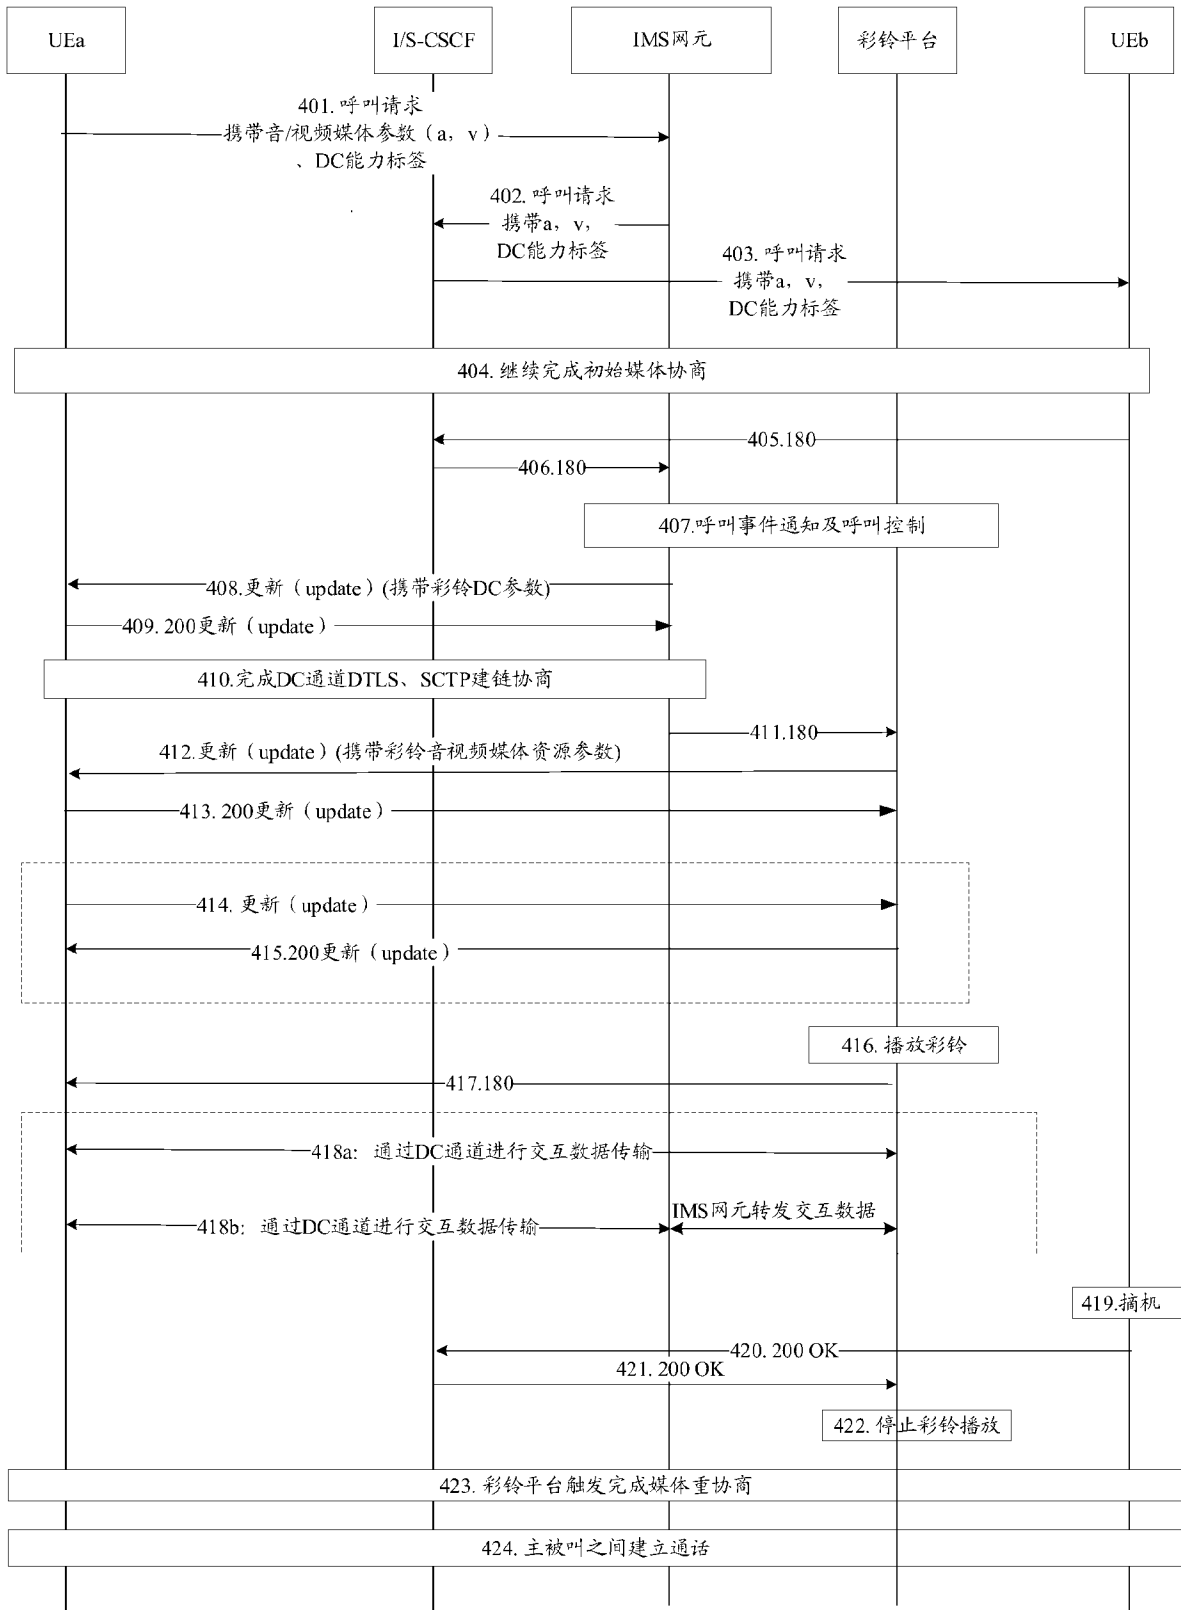 UEa
I/S-CSCF
IMS网元
彩铃平台
UEb
401. 呼叫请求
携带音/视频媒体参数（a，v）
、DC能力标签
402. 呼叫请求
携带a，v，
DC能力标签
403. 呼叫请求
携带a，v，
DC能力标签
404. 继续完成初始媒体协商
405.180
406.180
407.呼叫事件通知及呼叫控制
408.更新（update）(携带彩铃DC参数)
409. 200更新（update）
410.完成DC通道DTLS、SCTP建链协商
411.180
412.更新（update）(携带彩铃音视频媒体资源参数)
413. 200更新（update）
414. 更新（update）
415.200更新（update）
416. 播放彩铃
417.180
418a：通过DC通道进行交互数据传输
IMS网元转发交互数据
418b：通过DC通道进行交互数据传输
419.摘机
420. 200 OK
421. 200 OK
422. 停止彩铃播放
423. 彩铃平台触发完成媒体重协商
424. 主被叫之间建立通话